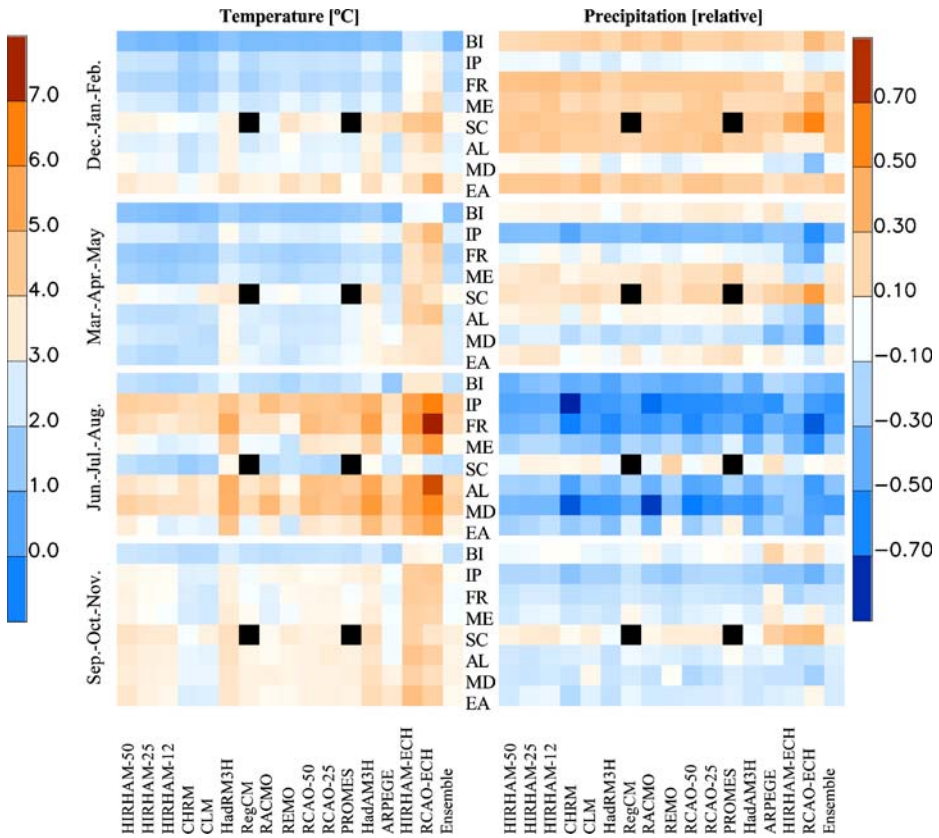 Temperature [ºC]
Precipitation [relative]
7.0
6.0
5.0
4.0
3.0
2.0
1.0
0.0
Dec.-Jan.-Feb.
BI
IP
FR
ME
SC
AL
MD
EA
Mar.-Apr.-May
BI
IP
FR
ME
SC
AL
MD
EA
Jun.-Jul.-Aug.
BI
IP
FR
ME
SC
AL
MD
EA
Sep.-Oct.-Nov.
BI
IP
FR
ME
SC
AL
MD
EA
0.70
0.50
0.30
0.10
−0.10
−0.30
−0.50
−0.70
HIRHAM-50
HIRHAM-25
HIRHAM-12
CHRM
CLM
HadRM3H
RegCM
RACMO
REMO
RCAO-50
RCAO-25
PROMES
HadAM3H
ARPEGE
HIRHAM-ECH
RCAO-ECH
Ensemble
HIRHAM-50
HIRHAM-25
HIRHAM-12
CHRM
CLM
HadRM3H
RegCM
RACMO
REMO
RCAO-50
RCAO-25
PROMES
HadAM3H
ARPEGE
HIRHAM-ECH
RCAO-ECH
Ensemble